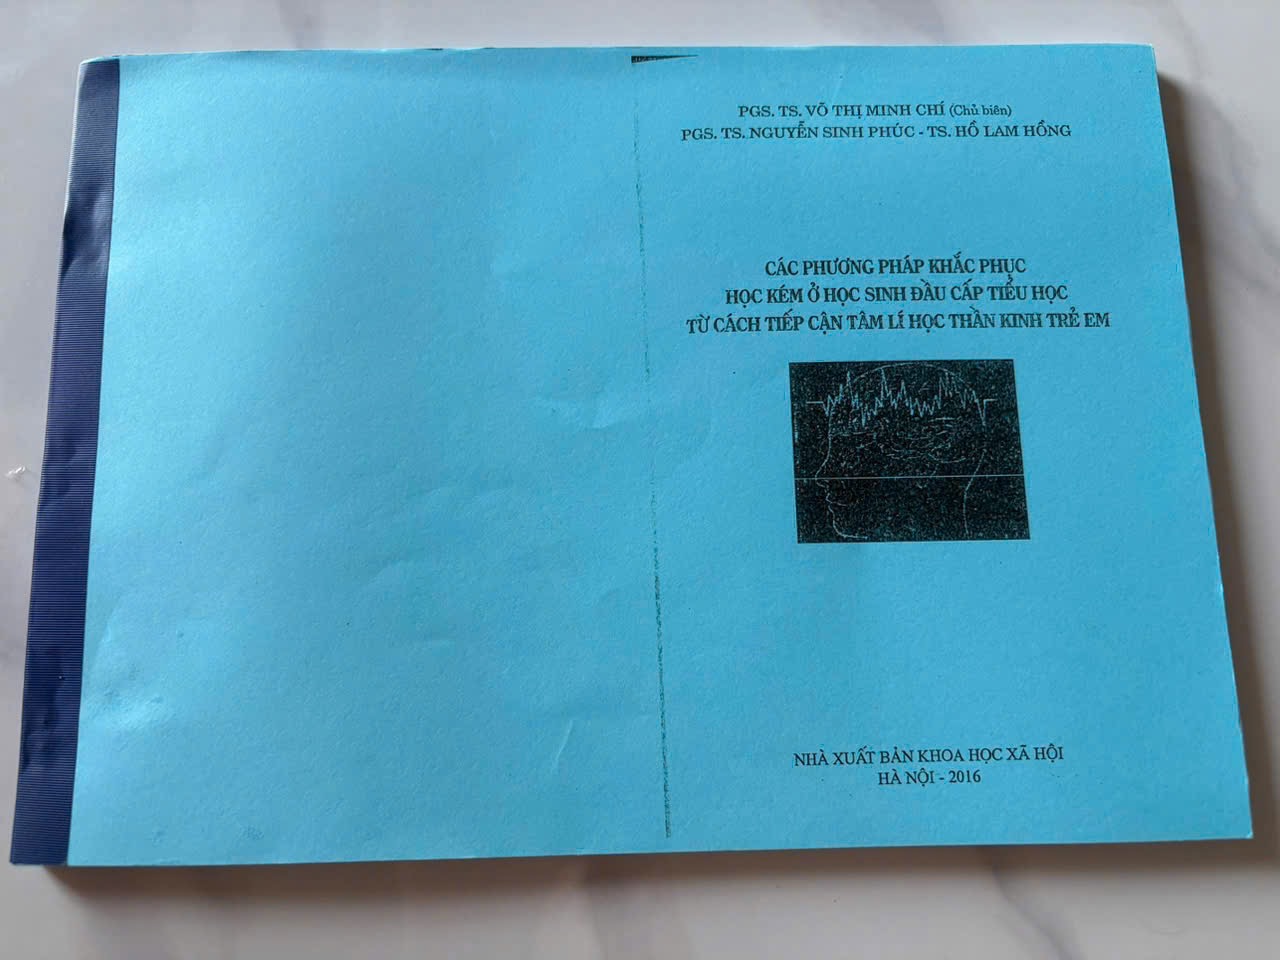 PGS. TS. VÕ THỊ MINH CHÍ (Chủ biên)
PGS. TS. NGUYỄN SINH PHÚC - TS. HỒ LAM HỒNG
CÁC PHƯƠNG PHÁP KHẮC PHỤC
HỌC KÉM Ở HỌC SINH ĐẦU CẤP TIỂU HỌC
TỪ CÁCH TIẾP CẬN TÂM LÍ HỌC THẦN KINH TRẺ EM
NHÀ XUẤT BẢN KHOA HỌC XÃ HỘI
HÀ NỘI - 2016